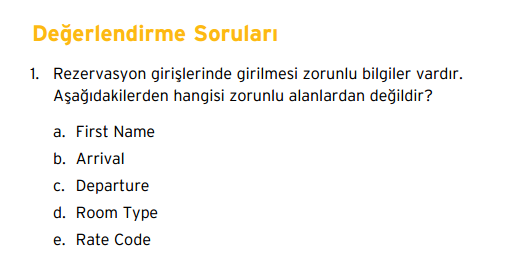 Değerlendirme Soruları
1. Rezervasyon girişlerinde girilmesi zorunlu bilgiler vardır.
Aşağıdakilerden hangisi zorunlu alanlardan değildir?
a. First Name
b. Arrival
c. Departure
d. Room Type
e. Rate Code